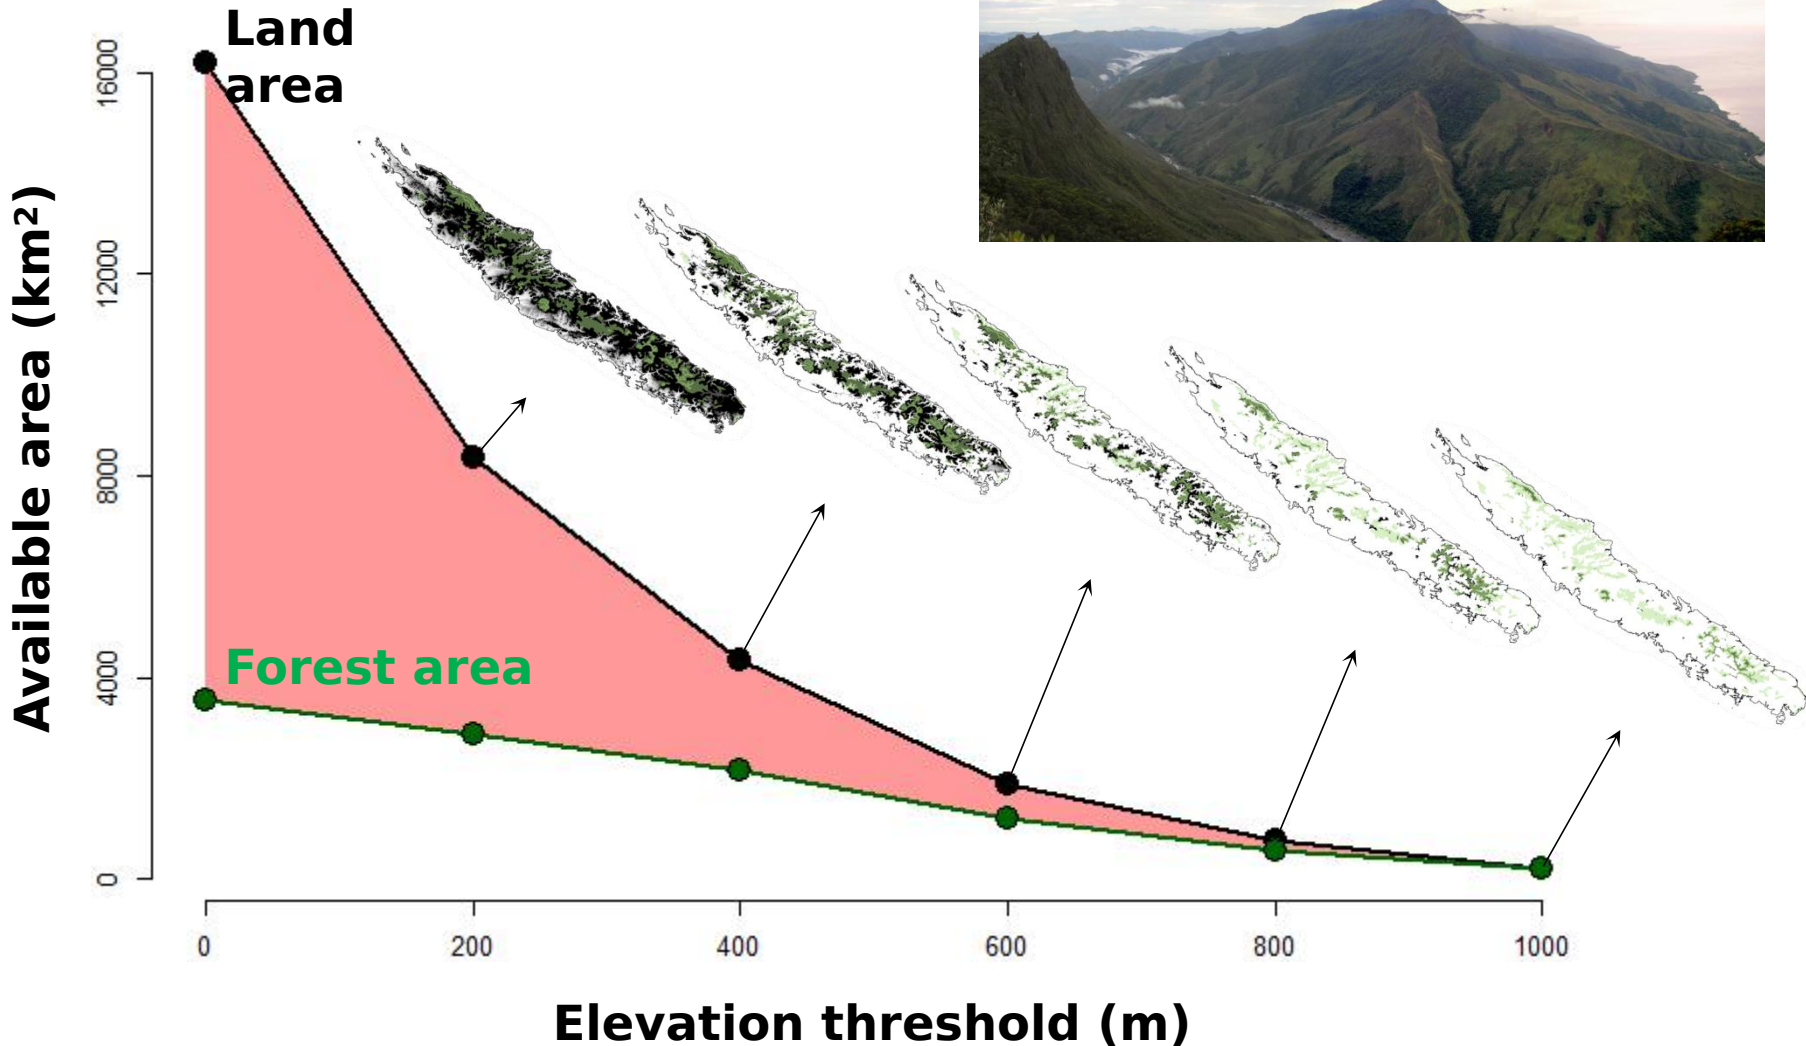 Land
area
16000
12000
8000
4000
0
Available area (km²)
Forest area
0 200 400 600 800 1000
Elevation threshold (m)